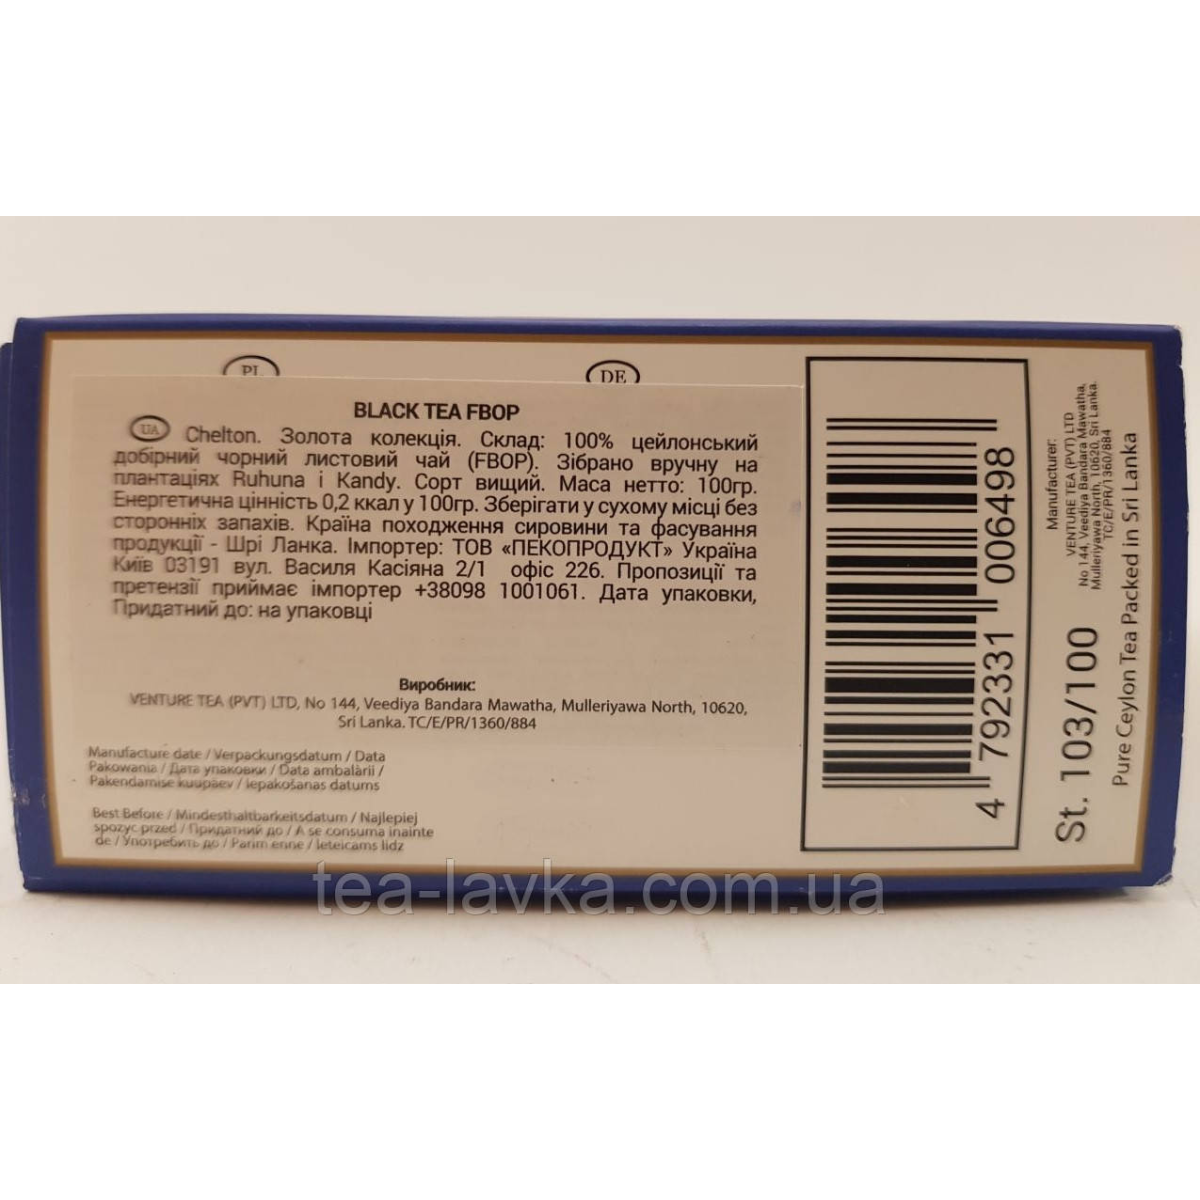 PL
DE
BLACK TEA FBOP
UA Chelton. Золота колекція. Склад: 100% цейлонський
добірний чорний листовий чай (FBOP). Зібрано вручну на
плантаціях Ruhuna і Kandy. Сорт вищий. Маса нетто: 100гр.
Енергетична цінність 0,2 ккал у 100гр. Зберігати у сухому місці без
сторонніх запахів. Країна походження сировини та фасування
продукції - Шрі Ланка. Імпортер: ТОВ «ПЕКОПРОДУКТ» Україна
Київ 03191 вул. Василя Касіяна 2/1 офіс 226. Пропозиції та
претензії приймає імпортер +38098 1001061. Дата упаковки,
Придатний до: на упаковці
Виробник:
VENTURE TEA (PVT) LTD, No 144, Veediya Bandara Mawatha, Mulleriyawa North, 10620,
Sri Lanka. TC/E/PR/1360/884
Manufacture date / Verpackungsdatum / Data
Pakowania / Дата упаковки / Data ambalării /
Pakendamise kuupäev / Iepakošanas datums
Best Before / Mindesthaltbarkeitsdatum / Najlepiej
spozyc przed / Придатний до / A se consuma inainte
de / Употребить до / Parim enne / Ieteicams lidz
4 792331 006498
Manufacturer:
VENTURE TEA (PVT) LTD
No 144, Veediya Bandara Mawatha,
Mulleriyawa North, 10620, Sri Lanka.
TC/E/PR/1360/884
St. 103/100
Pure Ceylon Tea Packed in Sri Lanka
tea-lavka.com.ua